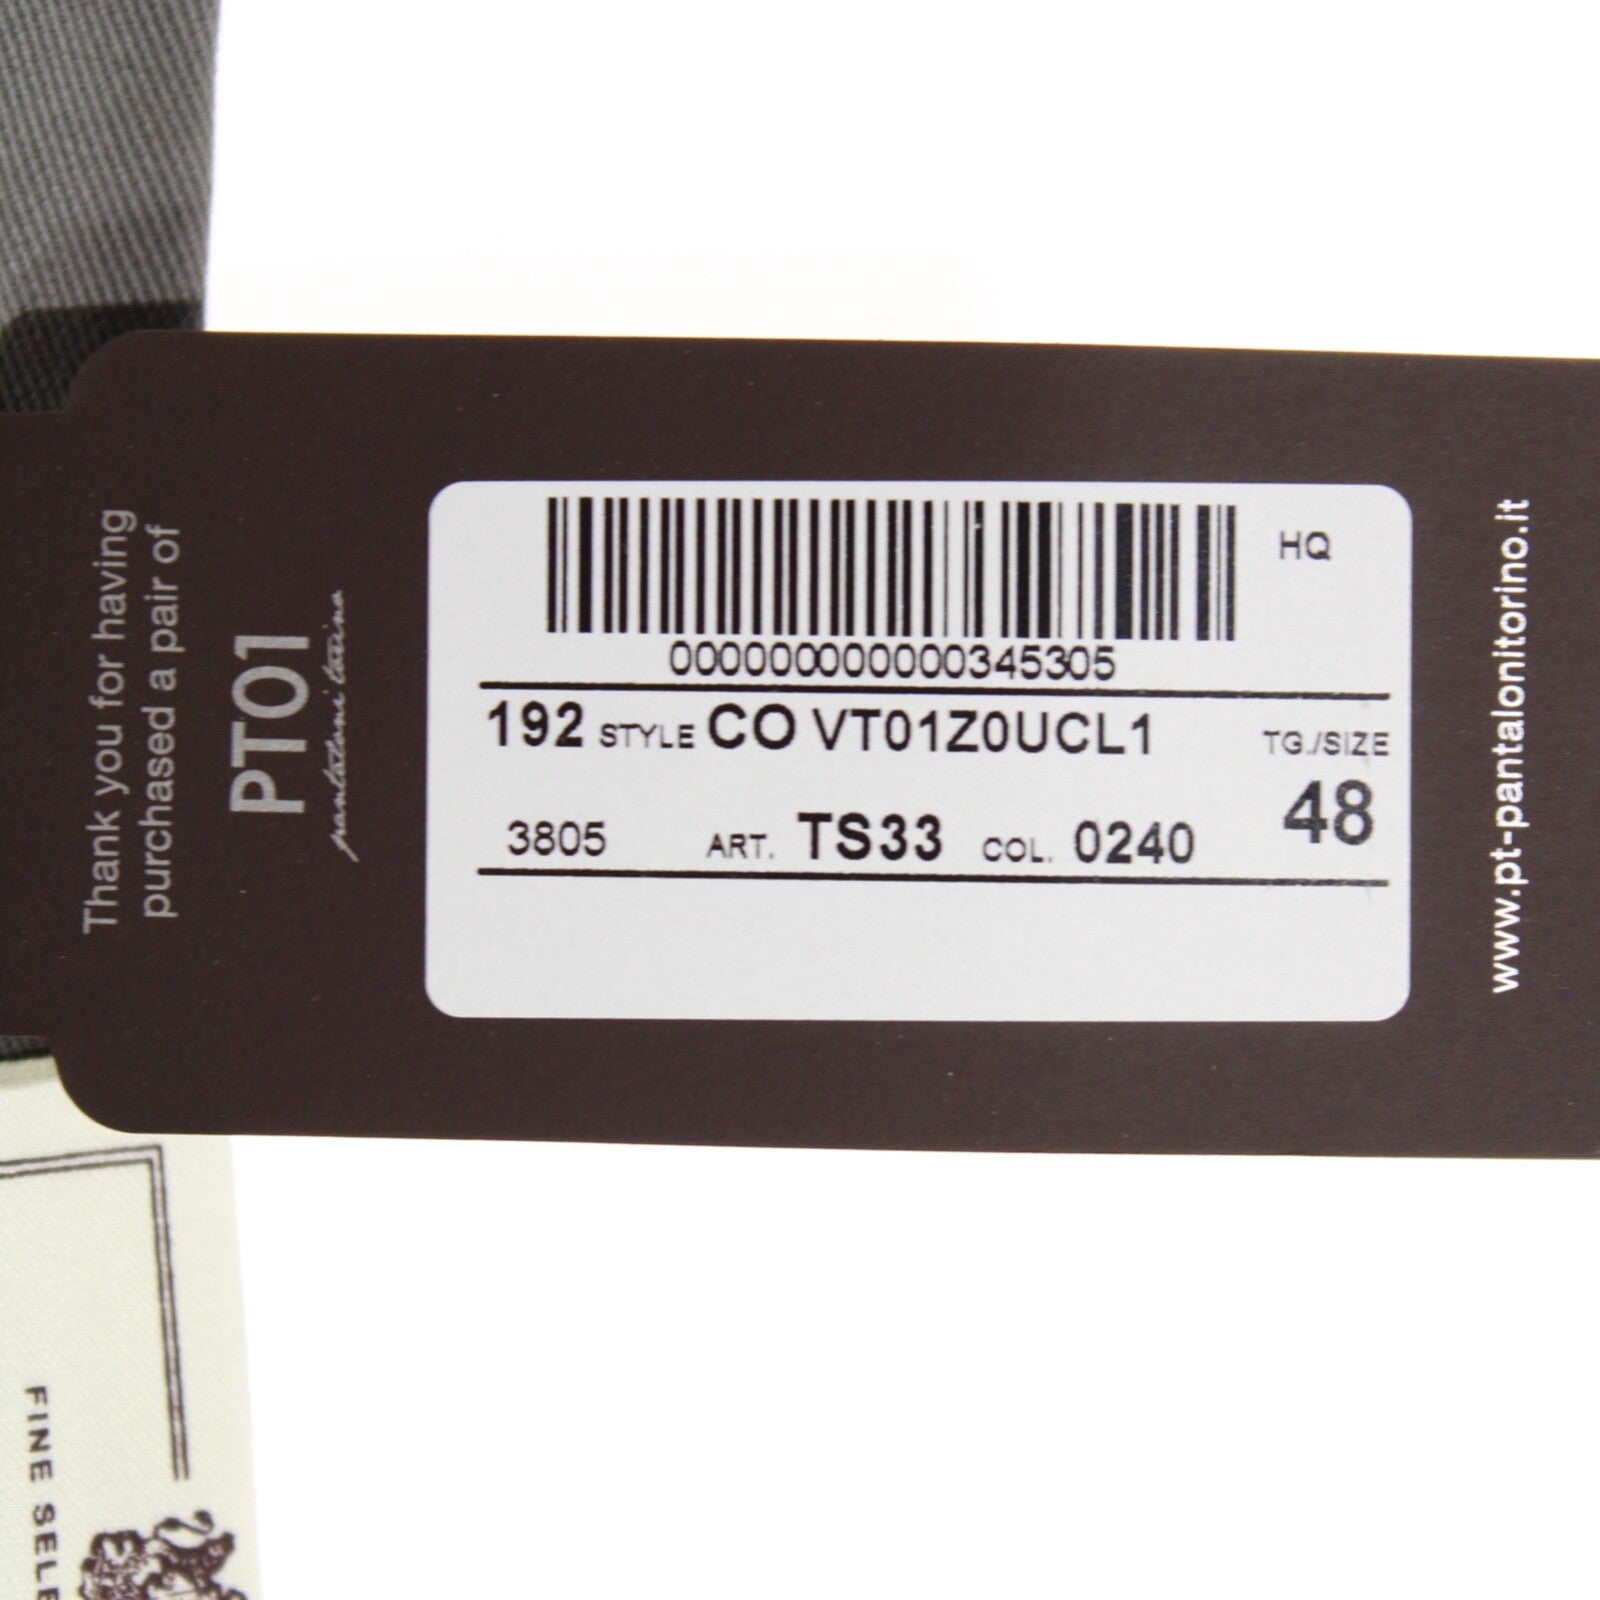 Thank you for having
purchased a pair of
PT01
pantaloni torino
HQ
00000000000000345305
192 STYLE CO VT01Z0UCL1 TG./SIZE
48
3805 ART. TS33 COL. 0240
www.pt-pantalonitorino.it
FINE